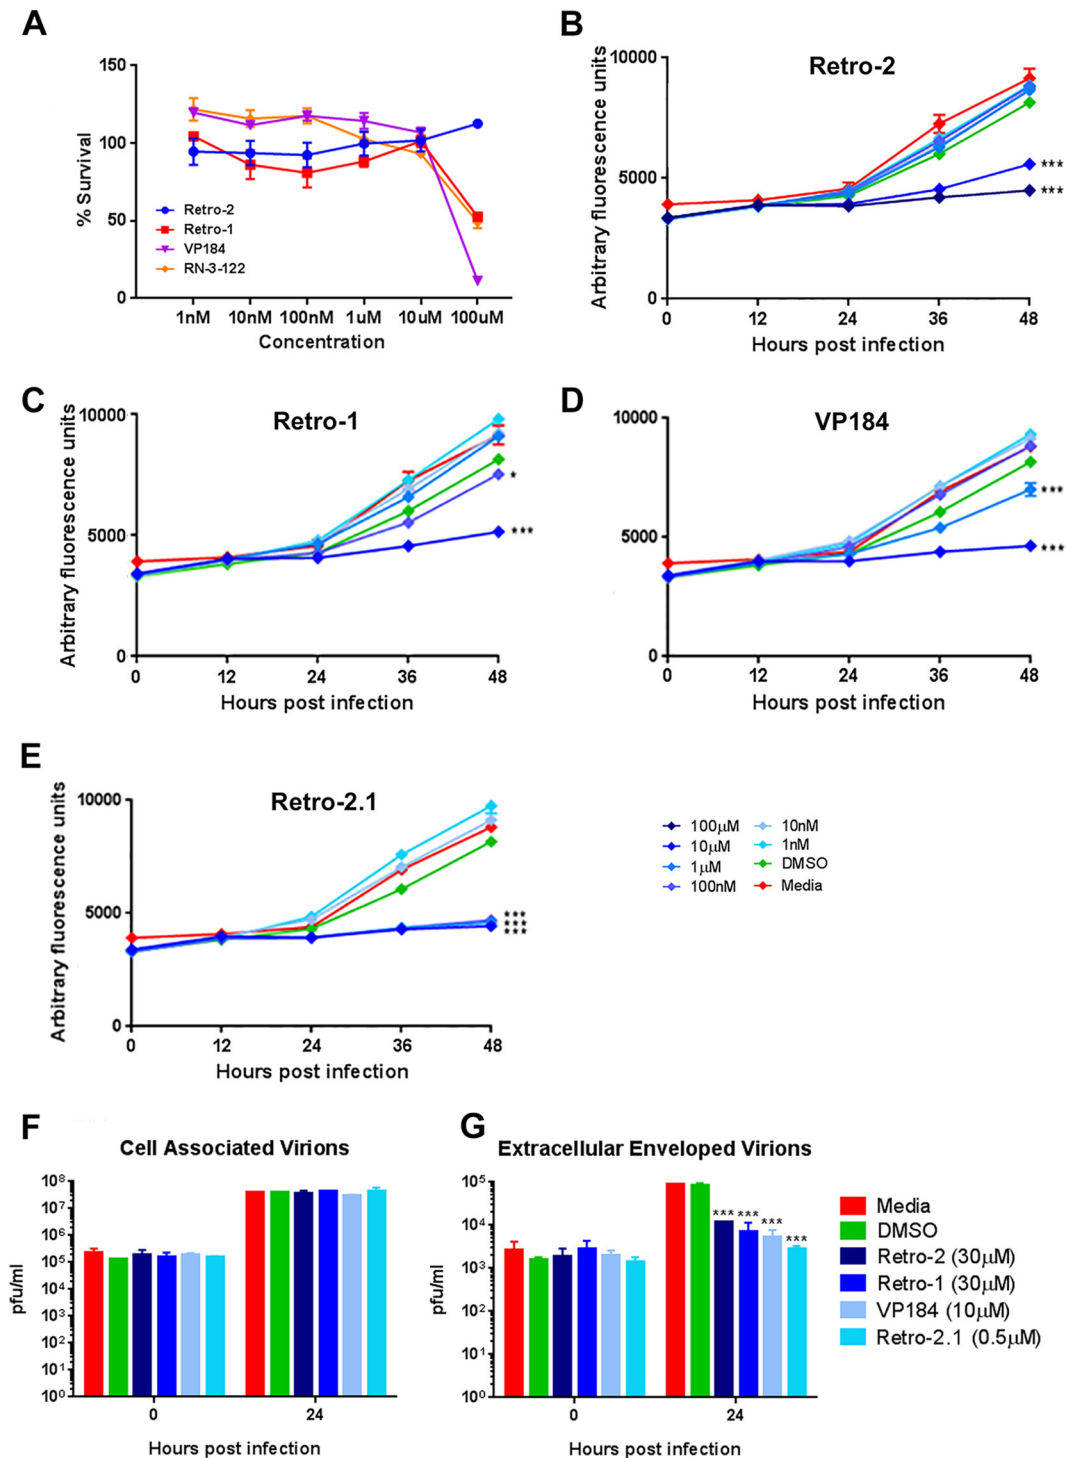 A
150
100
50
0
% Survival
Retro-2
Retro-1
VP184
RN-3-122
1nM 10nM 100nM 1uM 10uM 100uM
Concentration
B
Retro-2
10000
5000
0
Arbitrary fluorescence units
***
***
0 12 24 36 48
Hours post infection
C
Retro-1
10000
5000
0
Arbitrary fluorescence units
*
***
0 12 24 36 48
Hours post infection
D
VP184
10000
5000
0
Arbitrary fluorescence units
***
***
0 12 24 36 48
Hours post infection
E
Retro-2.1
10000
5000
0
Arbitrary fluorescence units
***
***
***
0 12 24 36 48
Hours post infection
100µM 10nM
10µM 1nM
1µM DMSO
100nM Media
F
Cell Associated Virions
10⁸
10⁷
10⁶
10⁵
10⁴
10³
10²
10¹
10⁰
pfu/ml
0 24
Hours post infection
G
Extracellular Enveloped Virions
10⁵
10⁴
10³
10²
10¹
10⁰
pfu/ml
*** *** *** ***
0 24
Hours post infection
Media
DMSO
Retro-2 (30µM)
Retro-1 (30µM)
VP184 (10µM)
Retro-2.1 (0.5µM)